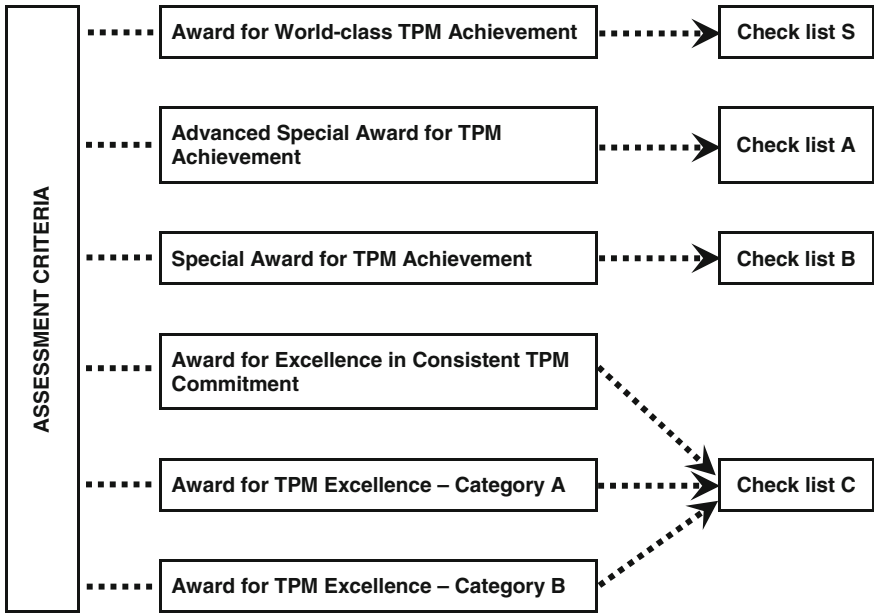 ASSESSMENT CRITERIA
Award for World-class TPM Achievement
Check list S
Advanced Special Award for TPM
Achievement
Check list A
Special Award for TPM Achievement
Check list B
Award for Excellence in Consistent TPM
Commitment
Award for TPM Excellence – Category A
Check list C
Award for TPM Excellence – Category B